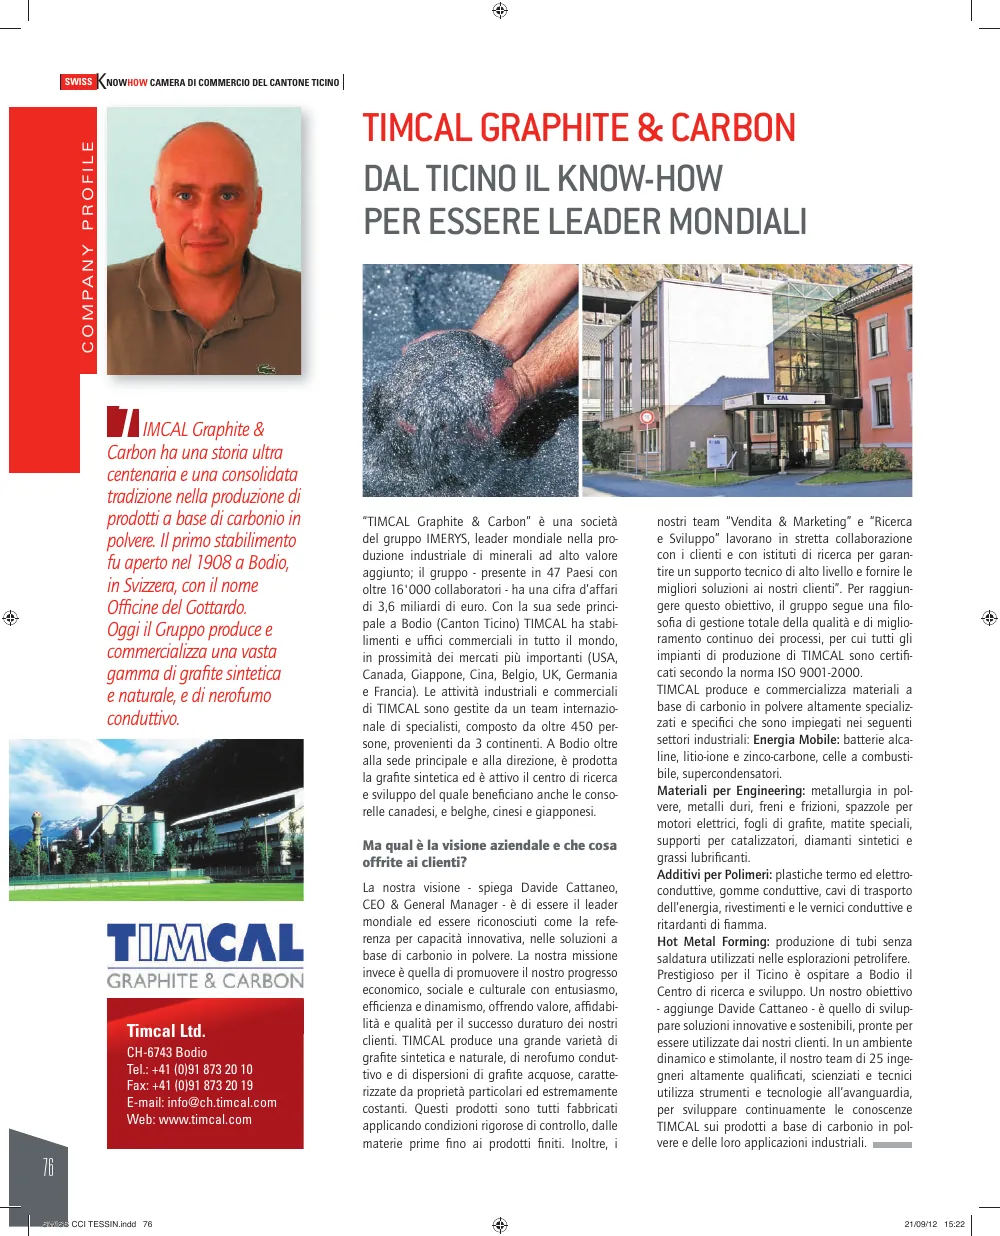 SWISS KNOWHOW CAMERA DI COMMERCIO DEL CANTONE TICINO
COMPANY PROFILE
TIMCAL GRAPHITE & CARBON
DAL TICINO IL KNOW-HOW
PER ESSERE LEADER MONDIALI
TIMCAL Graphite &
Carbon ha una storia ultra
centenaria e una consolidata
tradizione nella produzione di
prodotti a base di carbonio in
polvere. Il primo stabilimento
fu aperto nel 1908 a Bodio,
in Svizzera, con il nome
Officine del Gottardo.
Oggi il Gruppo produce e
commercializza una vasta
gamma di grafite sintetica
e naturale, e di nerofumo
conduttivo.
TIMCAL
GRAPHITE & CARBON
Timcal Ltd.
CH-6743 Bodio
Tel.: +41 (0)91 873 20 10
Fax: +41 (0)91 873 20 19
E-mail: info@ch.timcal.com
Web: www.timcal.com
TIMCAL
“TIMCAL Graphite & Carbon” è una società
del gruppo IMERYS, leader mondiale nella pro-
duzione industriale di minerali ad alto valore
aggiunto; il gruppo - presente in 47 Paesi con
oltre 16'000 collaboratori - ha una cifra d’affari
di 3,6 miliardi di euro. Con la sua sede princi-
pale a Bodio (Canton Ticino) TIMCAL ha stabi-
limenti e uffici commerciali in tutto il mondo,
in prossimità dei mercati più importanti (USA,
Canada, Giappone, Cina, Belgio, UK, Germania
e Francia). Le attività industriali e commerciali
di TIMCAL sono gestite da un team internazio-
nale di specialisti, composto da oltre 450 per-
sone, provenienti da 3 continenti. A Bodio oltre
alla sede principale e alla direzione, è prodotta
la grafite sintetica ed è attivo il centro di ricerca
e sviluppo del quale beneficiano anche le conso-
relle canadesi, e belghe, cinesi e giapponesi.
Ma qual è la visione aziendale e che cosa
offrite ai clienti?
La nostra visione - spiega Davide Cattaneo,
CEO & General Manager - è di essere il leader
mondiale ed essere riconosciuti come la refe-
renza per capacità innovativa, nelle soluzioni a
base di carbonio in polvere. La nostra missione
invece è quella di promuovere il nostro progresso
economico, sociale e culturale con entusiasmo,
efficienza e dinamismo, offrendo valore, affidabi-
lità e qualità per il successo duraturo dei nostri
clienti. TIMCAL produce una grande varietà di
grafite sintetica e naturale, di nerofumo condut-
tivo e di dispersioni di grafite acquose, caratte-
rizzate da proprietà particolari ed estremamente
costanti. Questi prodotti sono tutti fabbricati
applicando condizioni rigorose di controllo, dalle
materie prime fino ai prodotti finiti. Inoltre, i
nostri team “Vendita & Marketing” e “Ricerca
e Sviluppo” lavorano in stretta collaborazione
con i clienti e con istituti di ricerca per garan-
tire un supporto tecnico di alto livello e fornire le
migliori soluzioni ai nostri clienti”. Per raggiun-
gere questo obiettivo, il gruppo segue una filo-
sofia di gestione totale della qualità e di miglio-
ramento continuo dei processi, per cui tutti gli
impianti di produzione di TIMCAL sono certifi-
cati secondo la norma ISO 9001-2000.
TIMCAL produce e commercializza materiali a
base di carbonio in polvere altamente specializ-
zati e specifici che sono impiegati nei seguenti
settori industriali: Energia Mobile: batterie alca-
line, litio-ione e zinco-carbone, celle a combusti-
bile, supercondensatori.
Materiali per Engineering: metallurgia in pol-
vere, metalli duri, freni e frizioni, spazzole per
motori elettrici, fogli di grafite, matite speciali,
supporti per catalizzatori, diamanti sintetici e
grassi lubrificanti.
Additivi per Polimeri: plastiche termo ed elettro-
conduttive, gomme conduttive, cavi di trasporto
dell’energia, rivestimenti e le vernici conduttive e
ritardanti di fiamma.
Hot Metal Forming: produzione di tubi senza
saldatura utilizzati nelle esplorazioni petrolifere.
Prestigioso per il Ticino è ospitare a Bodio il
Centro di ricerca e sviluppo. Un nostro obiettivo
- aggiunge Davide Cattaneo - è quello di svilup-
pare soluzioni innovative e sostenibili, pronte per
essere utilizzate dai nostri clienti. In un ambiente
dinamico e stimolante, il nostro team di 25 inge-
gneri altamente qualificati, scienziati e tecnici
utilizza strumenti e tecnologie all’avanguardia,
per sviluppare continuamente le conoscenze
TIMCAL sui prodotti a base di carbonio in pol-
vere e delle loro applicazioni industriali.
76
CCI TESSIN.indd 76
21/09/12 15:22